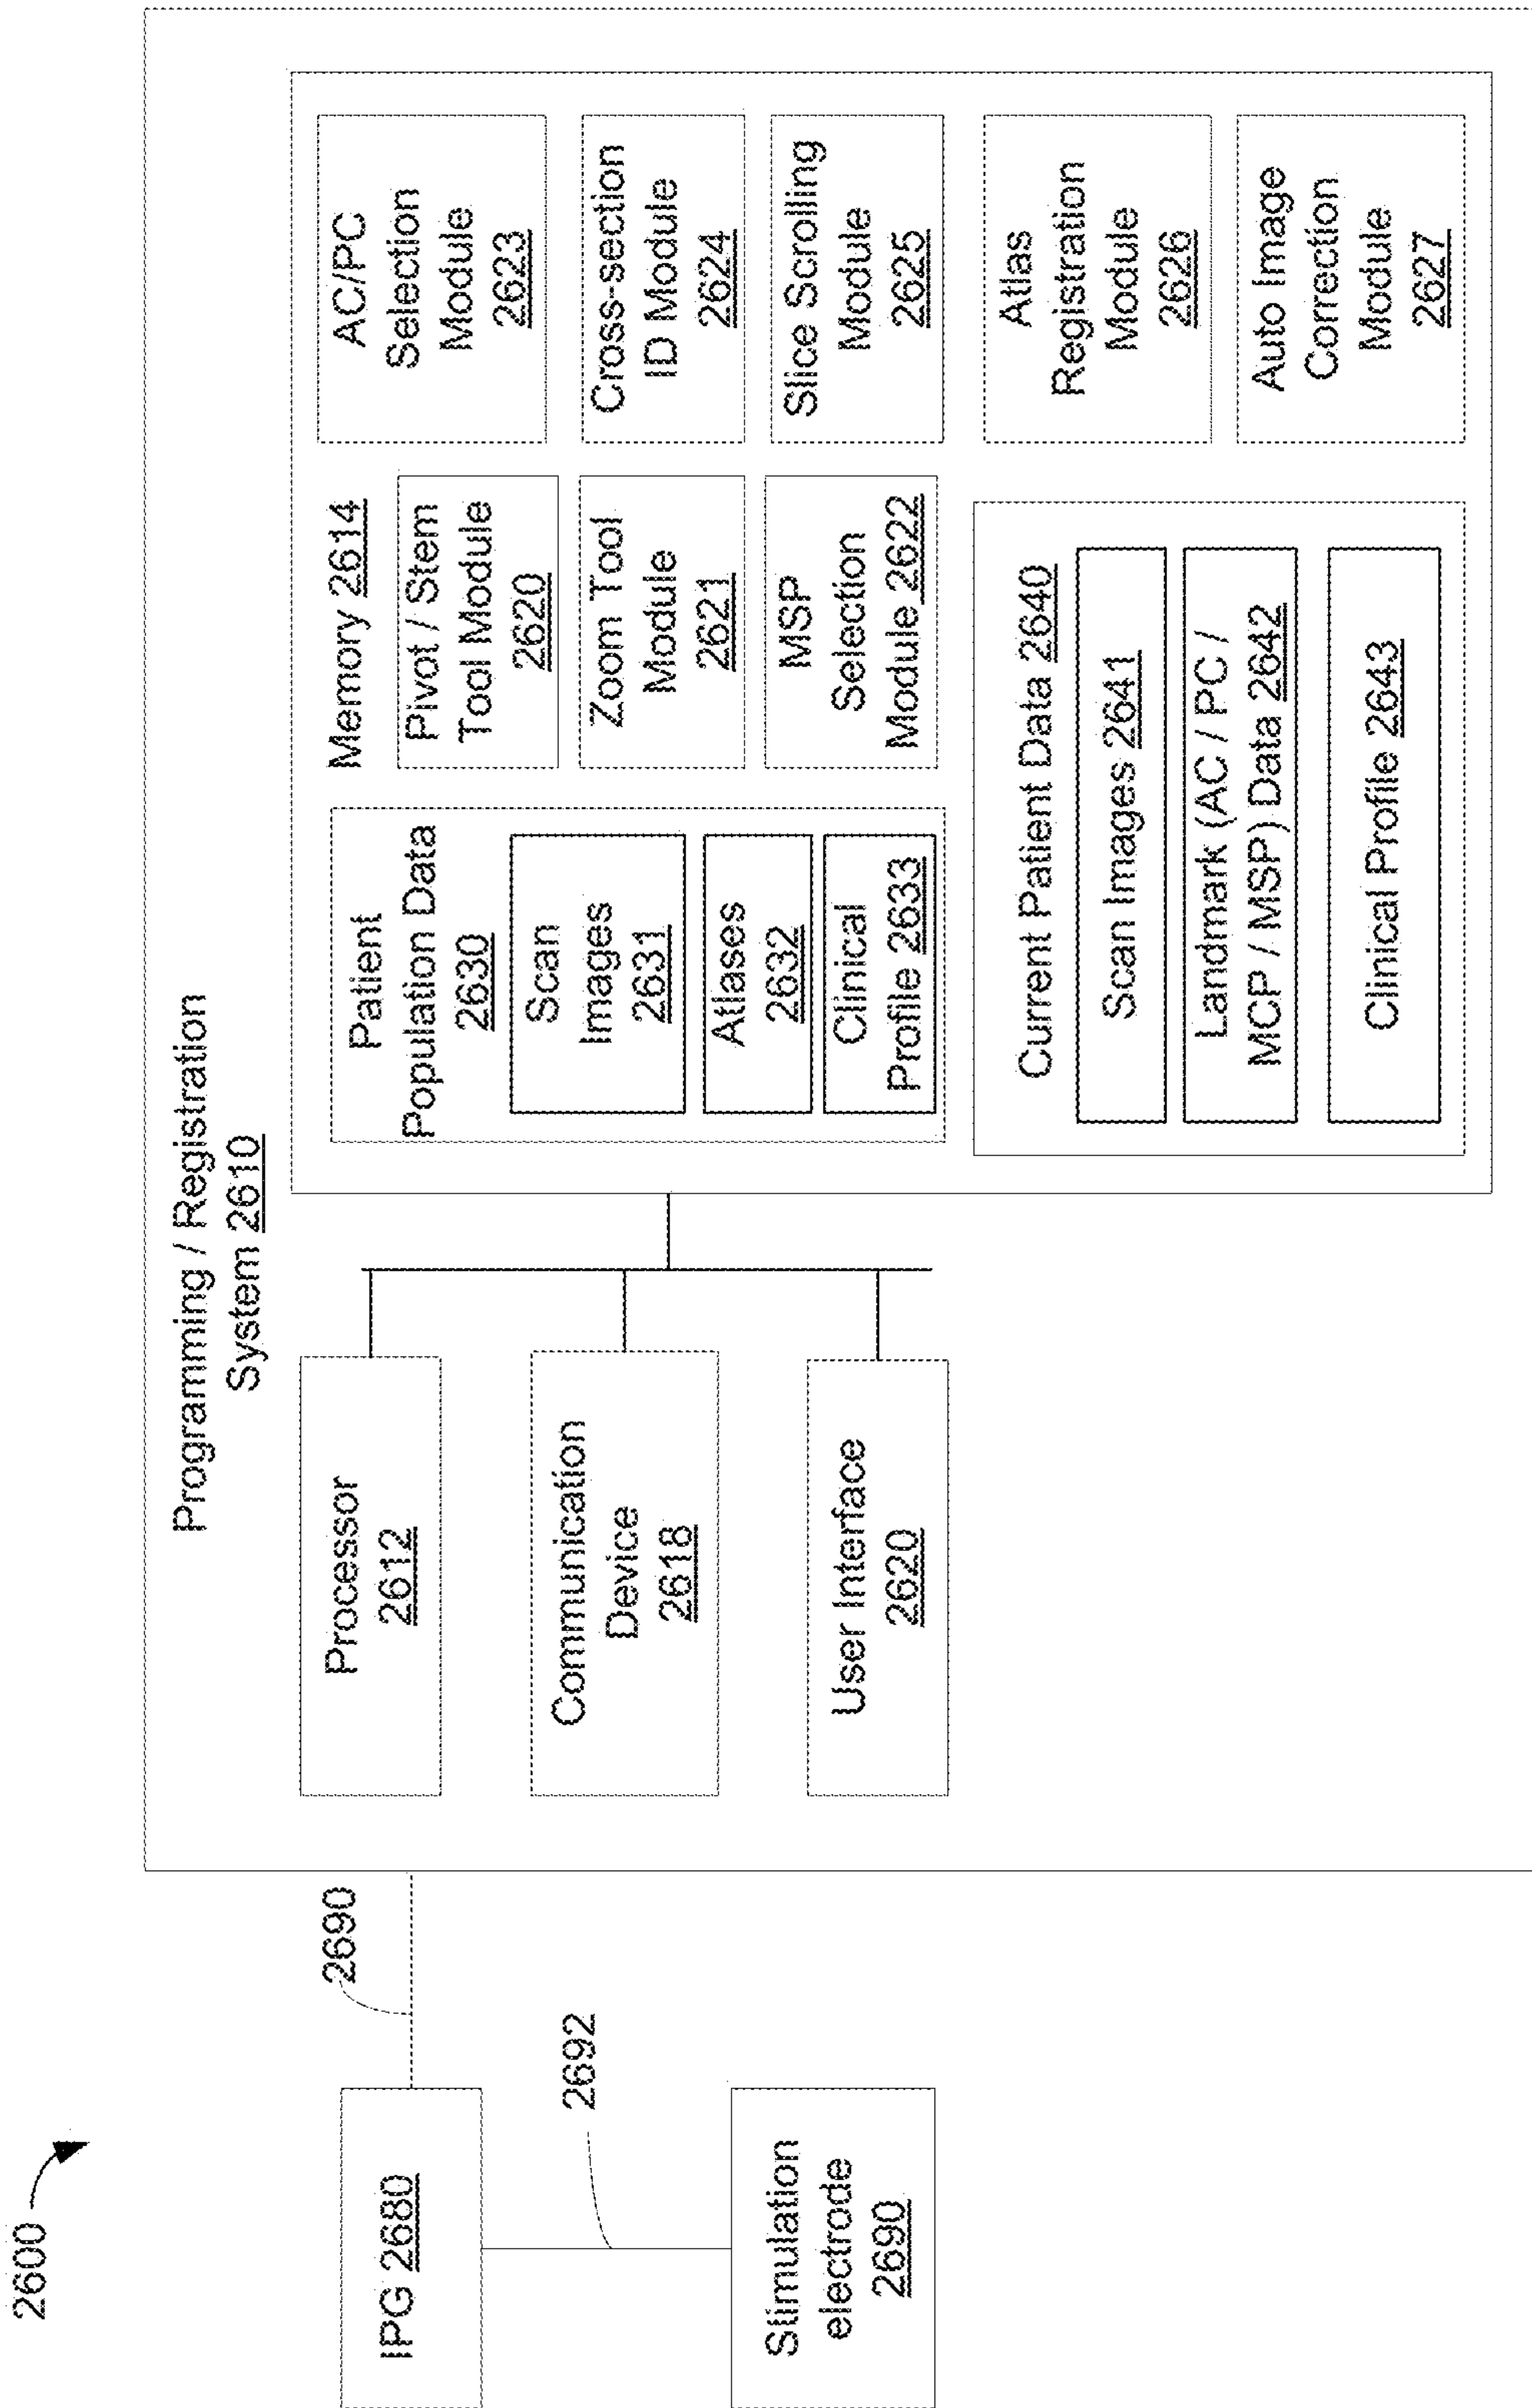 2600
IPG 2680
2692
Stimulation
electrode
2690
2690
Programming / Registration
System 2610
Processor
2612
Communication
Device
2618
User Interface
2620
Memory 2614
Patient
Population Data
2630
Scan
Images
2631
Atlases
2632
Clinical
Profile 2633
Pivot / Stem
Tool Module
2620
Zoom Tool
Module
2621
MSP
Selection
Module 2622
AC/PC
Selection
Module
2623
Cross-section
ID Module
2624
Slice Scrolling
Module
2625
Current Patient Data 2640
Scan Images 2641
Landmark (AC / PC /
MCP / MSP) Data 2642
Clinical Profile 2643
Atlas
Registration
Module
2626
Auto Image
Correction
Module
2627